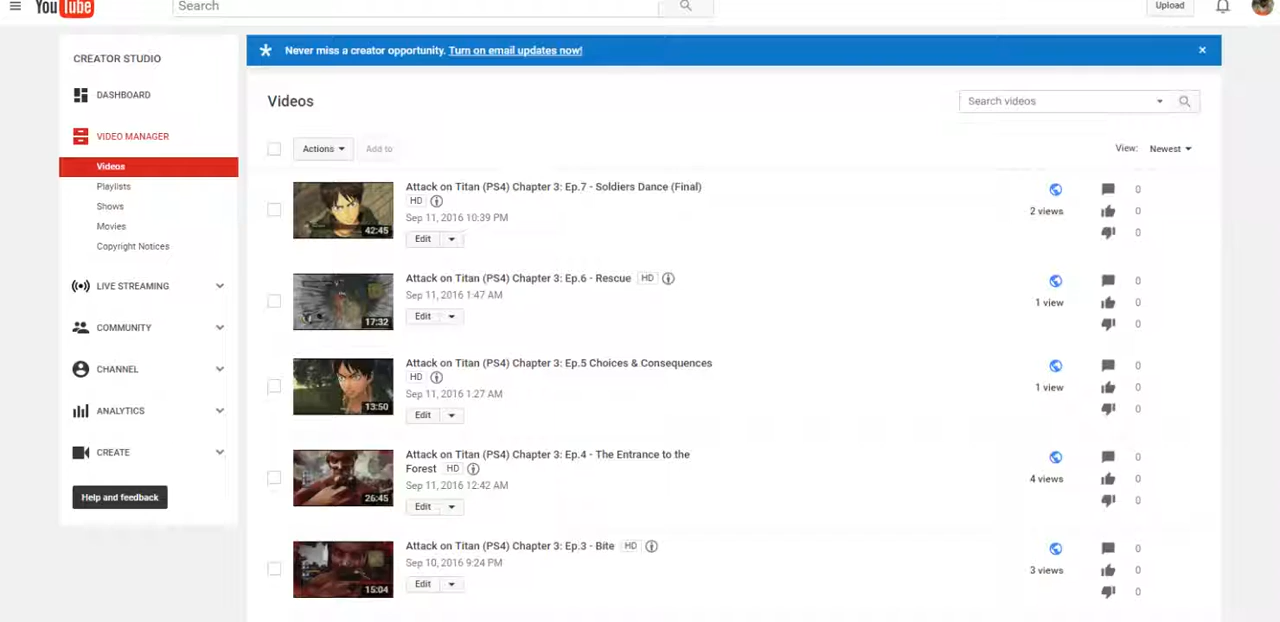 YouTube
Search
Upload
CREATOR STUDIO
DASHBOARD
VIDEO MANAGER
Videos
Playlists
Shows
Movies
Copyright Notices
LIVE STREAMING
COMMUNITY
CHANNEL
ANALYTICS
CREATE
Help and feedback
Never miss a creator opportunity. Turn on email updates now!
Videos
Search videos
Actions
Add to
View: Newest
Attack on Titan (PS4) Chapter 3: Ep.7 - Soldiers Dance (Final)
HD
Sep 11, 2016 10:39 PM
Edit
42:45
2 views
0
0
0
Attack on Titan (PS4) Chapter 3: Ep.6 - Rescue HD
Sep 11, 2016 1:47 AM
Edit
17:32
1 view
0
0
0
Attack on Titan (PS4) Chapter 3: Ep.5 Choices & Consequences
HD
Sep 11, 2016 1:27 AM
Edit
13:50
1 view
0
0
0
Attack on Titan (PS4) Chapter 3: Ep.4 - The Entrance to the
Forest HD
Sep 11, 2016 12:42 AM
Edit
26:45
4 views
0
0
0
Attack on Titan (PS4) Chapter 3: Ep.3 - Bite HD
Sep 10, 2016 9:24 PM
Edit
15:04
3 views
0
0
0